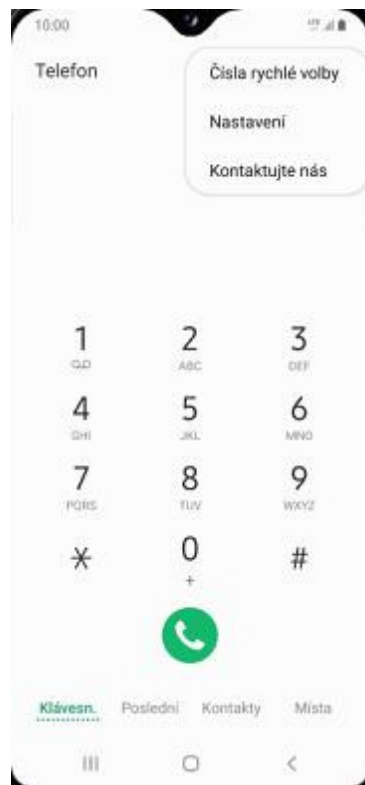 10:00 LTE
Telefon
Čísla rychlé volby
Nastavení
Kontaktujte nás
1 2 3
ABC DEF
4 5 6
GHI JKL MNO
7 8 9
PQRS TUV WXYZ
* 0 #
+
Klávesn. Poslední Kontakty Místa